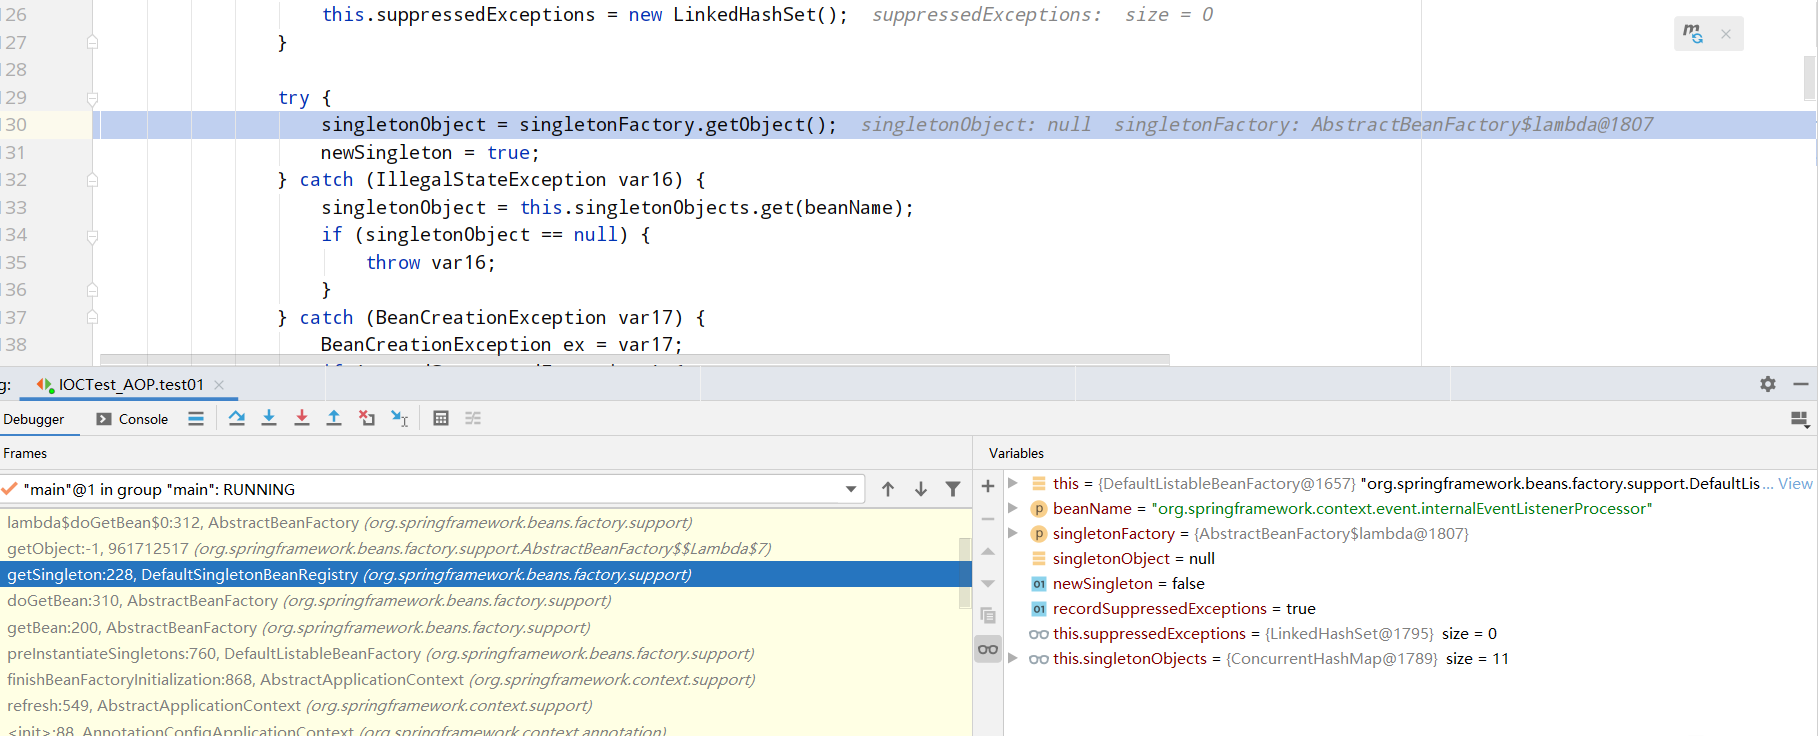 26 this.suppressedExceptions = new LinkedHashSet(); suppressedExceptions: size = 0
27 }
28
29 try {
30 singletonObject = singletonFactory.getObject(); singletonObject: null singletonFactory: AbstractBeanFactory$lambda@1807
31 newSingleton = true;
32 } catch (IllegalStateException var16) {
33 singletonObject = this.singletonObjects.get(beanName);
34 if (singletonObject == null) {
35 throw var16;
36 }
37 } catch (BeanCreationException var17) {
38 BeanCreationException ex = var17;
g: IOCTest_AOP.test01
Debugger Console
Frames
"main"@1 in group "main": RUNNING
lambda$doGetBean$0:312, AbstractBeanFactory (org.springframework.beans.factory.support)
getObject:-1, 961712517 (org.springframework.beans.factory.support.AbstractBeanFactory$$Lambda$7)
getSingleton:228, DefaultSingletonBeanRegistry (org.springframework.beans.factory.support)
doGetBean:310, AbstractBeanFactory (org.springframework.beans.factory.support)
getBean:200, AbstractBeanFactory (org.springframework.beans.factory.support)
preInstantiateSingletons:760, DefaultListableBeanFactory (org.springframework.beans.factory.support)
finishBeanFactoryInitialization:868, AbstractApplicationContext (org.springframework.context.support)
refresh:549, AbstractApplicationContext (org.springframework.context.support)
<init>:88, AnnotationConfigApplicationContext (org.springframework.context.annotation)
Variables
this = {DefaultListableBeanFactory@1657} "org.springframework.beans.factory.support.DefaultLis... View
beanName = "org.springframework.context.event.internalEventListenerProcessor"
singletonFactory = {AbstractBeanFactory$lambda@1807}
singletonObject = null
newSingleton = false
recordSuppressedExceptions = true
this.suppressedExceptions = {LinkedHashSet@1795} size = 0
this.singletonObjects = {ConcurrentHashMap@1789} size = 11